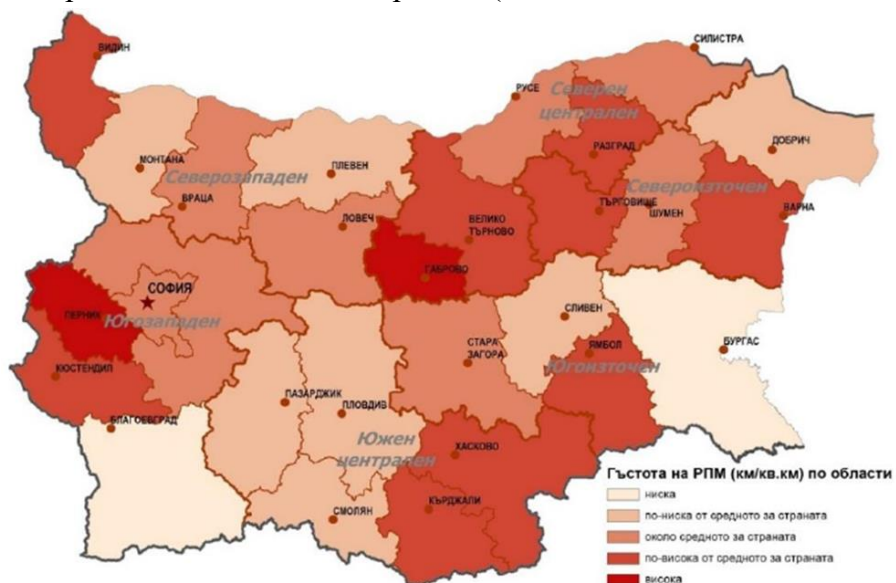 СИЛИСТРА
ВИДИН
РУСЕ
Северен
централен
ДОБРИЧ
РАЗГРАД
МОНТАНА
ПЛЕВЕН
Северозападен
Североизточен
ВРАЦА
ТЪРГОВИЩЕ
ШУМЕН
ВАРНА
ЛОВЕЧ
ВЕЛИКО
ТЪРНОВО
ГАБРОВО
СОФИЯ
ПЕРНИК
Югозападен
СЛИВЕН
БУРГАС
ЯМБОЛ
СТАРА
ЗАГОРА
Югоизточен
КЮСТЕНДИЛ
ПАЗАРДЖИК
ПЛОВДИВ
БЛАГОЕВГРАД
Южен
централен
ХАСКОВО
КЪРДЖАЛИ
СМОЛЯН
Гъстота на РПМ (км/кв.км) по области
ниска
по-ниска от средното за страната
около средното за страната
по-висока от средното за страната
висока